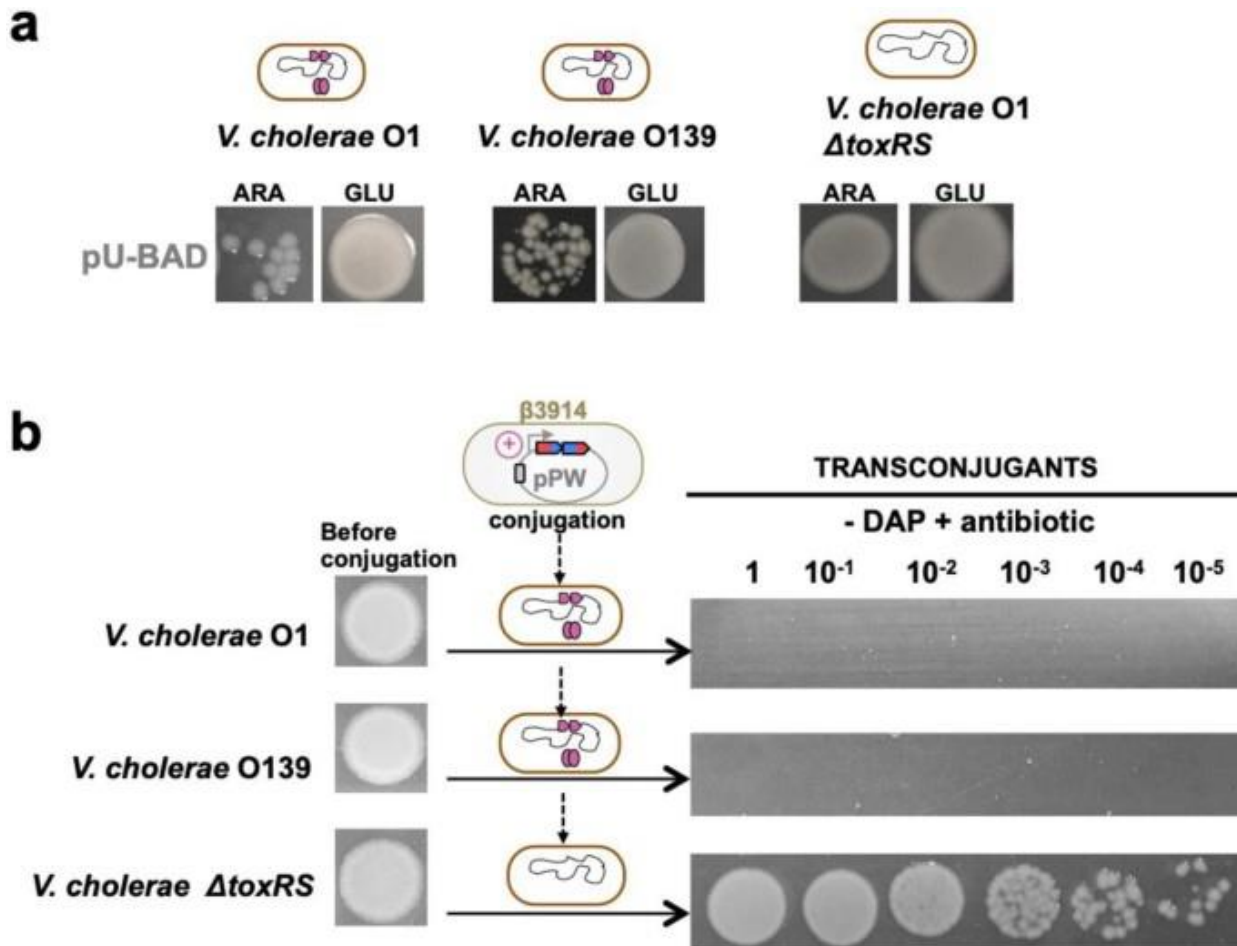 a
V. cholerae O1
V. cholerae O139
V. cholerae O1
ΔtoxRS
ARA GLU
ARA GLU
ARA GLU
pU-BAD
b
β3914
+
pPW
conjugation
TRANSCONJUGANTS
- DAP + antibiotic
Before
conjugation
1 10⁻¹ 10⁻² 10⁻³ 10⁻⁴ 10⁻⁵
V. cholerae O1
V. cholerae O139
V. cholerae ΔtoxRS